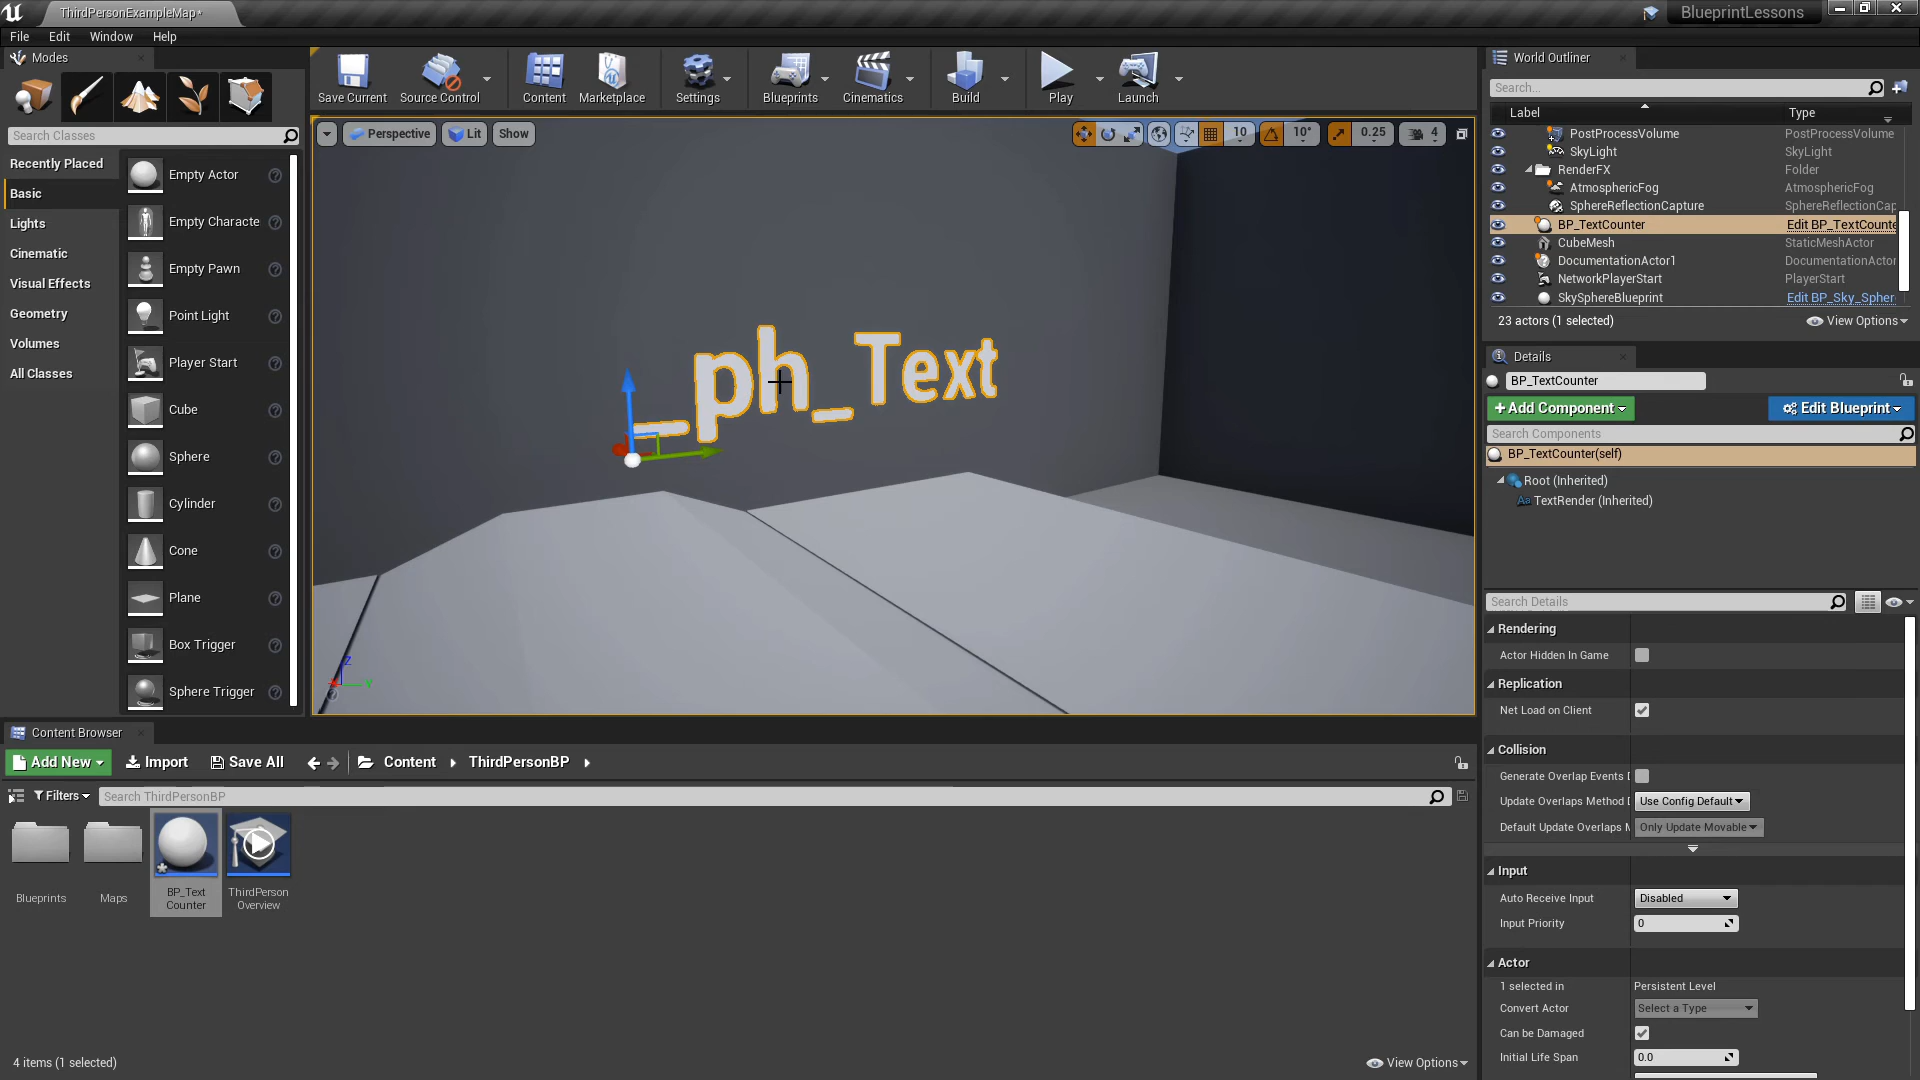 ThirdPersonExampleMap*
BlueprintLessons
File Edit Window Help
Modes
Save Current
Source Control
Content
Marketplace
Settings
Blueprints
Cinematics
Build
Play
Launch
World Outliner
Search...
Label Type
Search Classes
Recently Placed
Basic
Lights
Cinematic
Visual Effects
Geometry
Volumes
All Classes
Empty Actor
Empty Characte
Empty Pawn
Point Light
Player Start
Cube
Sphere
Cylinder
Cone
Plane
Box Trigger
Sphere Trigger
Perspective Lit Show
10 10° 0.25 4
_ph_Text
Z
Y
PostProcessVolume PostProcessVolume
SkyLight SkyLight
RenderFX Folder
AtmosphericFog AtmosphericFog
SphereReflectionCapture SphereReflectionCap
BP_TextCounter Edit BP_TextCounte
CubeMesh StaticMeshActor
DocumentationActor1 DocumentationActor
NetworkPlayerStart PlayerStart
SkySphereBlueprint Edit BP_Sky_Spher
23 actors (1 selected) View Options
Details
BP_TextCounter
+Add Component Edit Blueprint
Search Components
BP_TextCounter(self)
Root (Inherited)
TextRender (Inherited)
Search Details
Rendering
Actor Hidden In Game
Replication
Net Load on Client
Collision
Generate Overlap Events D
Update Overlaps Method D Use Config Default
Default Update Overlaps M Only Update Movable
Input
Auto Receive Input Disabled
Input Priority 0
Actor
1 selected in Persistent Level
Convert Actor Select a Type
Can be Damaged
Initial Life Span 0.0
Content Browser
Add New Import Save All Content ThirdPersonBP
Filters Search ThirdPersonBP
Blueprints
Maps
BP_Text
Counter
ThirdPerson
Overview
4 items (1 selected) View Options